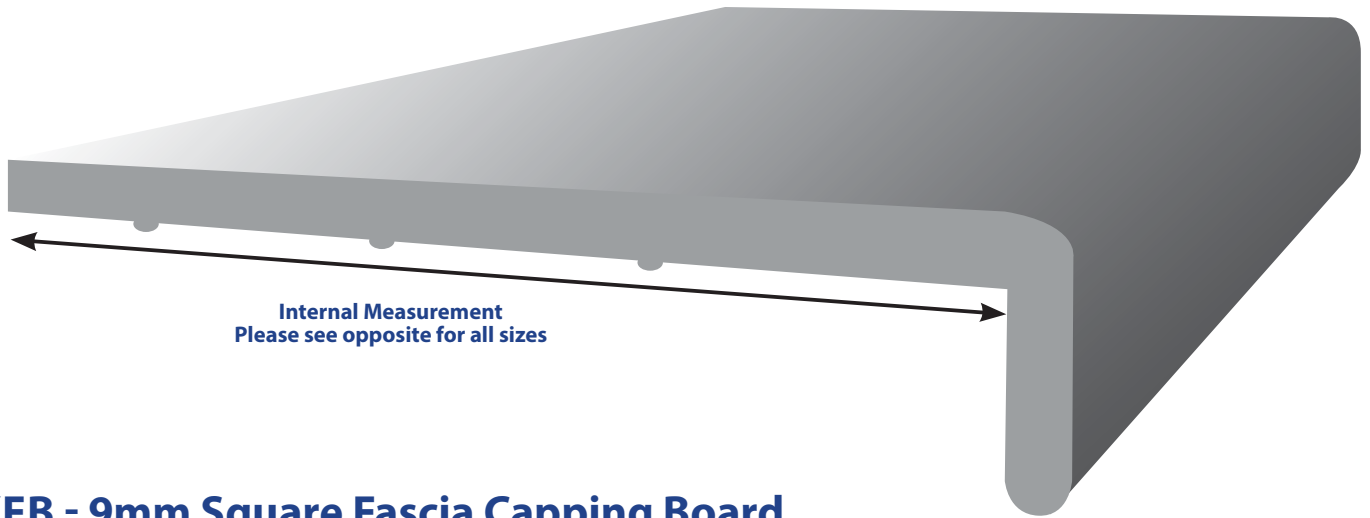 Internal Measurement
Please see opposite for all sizes
- 9mm Square Fascia Capping Board